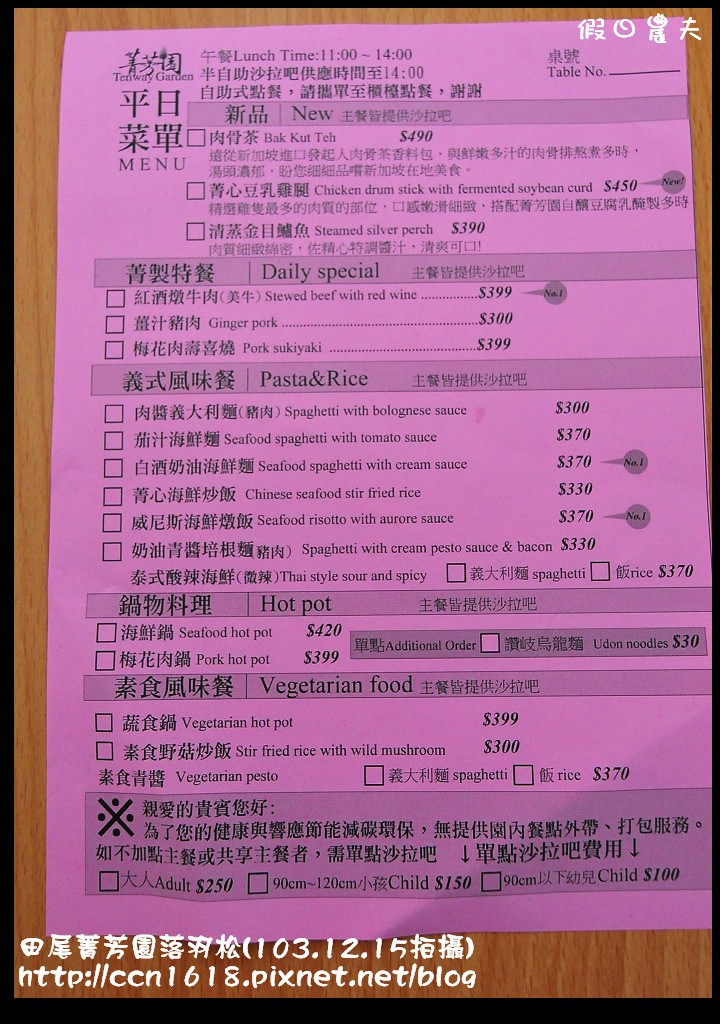 假日農夫
菁芳園
Tenway Garden
午餐Lunch Time:11:00 ~ 14:00
半自助沙拉吧供應時間至14:00
自助式點餐，請攜單至櫃檯點餐，謝謝
桌號
Table No.
平日
菜單
MENU
新品 New 主餐皆提供沙拉吧
肉骨茶 Bak Kut Teh $490
遠從新加坡進口發起人肉骨茶香料包，與鮮嫩多汁的肉骨排熬煮多時，
湯頭濃郁，盼您細細品嚐新加坡在地美食。
菁心豆乳雞腿 Chicken drum stick with fermented soybean curd $450 New!
精選雞隻最多的肉質的部位，口感嫩滑細緻，搭配菁芳園自釀豆腐乳醃製多時
清蒸金目鱸魚 Steamed silver perch $390
肉質細緻綿密，佐精心特調醬汁，清爽可口!
菁製特餐 Daily special 主餐皆提供沙拉吧
紅酒燉牛肉(美牛) Stewed beef with red wine ...............$399 No.1
薑汁豬肉 Ginger pork ....................................................$300
梅花肉壽喜燒 Pork sukiyaki .......................................$399
義式風味餐 Pasta&Rice 主餐皆提供沙拉吧
肉醬義大利麵(豬肉) Spaghetti with bolognese sauce $300
茄汁海鮮麵 Seafood spaghetti with tomato sauce $370
白酒奶油海鮮麵 Seafood spaghetti with cream sauce $370 No.1
菁心海鮮炒飯 Chinese seafood stir fried rice $330
威尼斯海鮮燉飯 Seafood risotto with aurore sauce $370 No.1
奶油青醬培根麵(豬肉) Spaghetti with cream pesto sauce & bacon $330
泰式酸辣海鮮(微辣)Thai style sour and spicy 義大利麵 spaghetti 飯rice $370
鍋物料理 Hot pot 主餐皆提供沙拉吧
海鮮鍋 Seafood hot pot $420
單點Additional Order 讚岐烏龍麵 Udon noodles $30
梅花肉鍋 Pork hot pot $399
素食風味餐 Vegetarian food 主餐皆提供沙拉吧
蔬食鍋 Vegetarian hot pot $399
素食野菇炒飯 Stir fried rice with wild mushroom $300
素食青醬 Vegetarian pesto 義大利麵 spaghetti 飯 rice $370
※ 親愛的貴賓您好:
為了您的健康與響應節能減碳環保，無提供園內餐點外帶、打包服務。
如不加點主餐或共享主餐者，需單點沙拉吧 ↓單點沙拉吧費用↓
大人Adult $250 90cm~120cm小孩Child $150 90cm以下幼兒Child $100
田尾菁芳園落羽松(103.12.15拍攝)
http://ccn1618.pixnet.net/blog